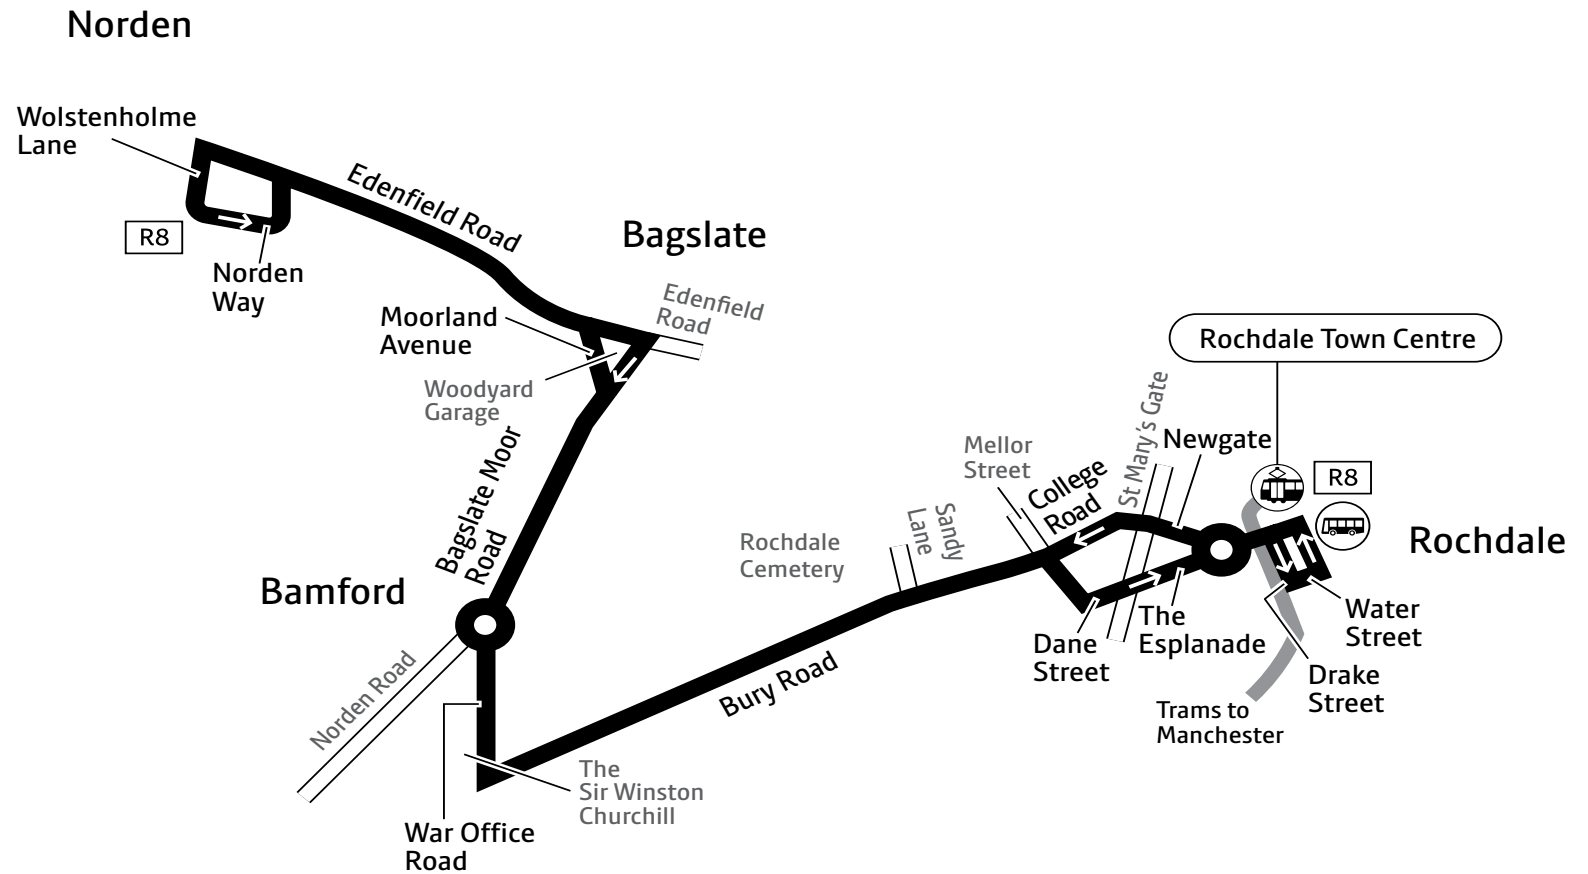 Norden
Wolstenholme
Lane
Edenfield Road
R8
Norden
Way
Bagslate
Edenfield
Road
Moorland
Avenue
Woodyard
Garage
Bagslate Moor
Road
Bamford
Norden Road
War Office
Road
The
Sir Winston
Churchill
Bury Road
Rochdale
Cemetery
Sandy
Lane
Mellor
Street
College
Road
St Mary's Gate
Newgate
Rochdale Town Centre
R8
Rochdale
Dane
Street
The
Esplanade
Water
Street
Drake
Street
Trams to
Manchester